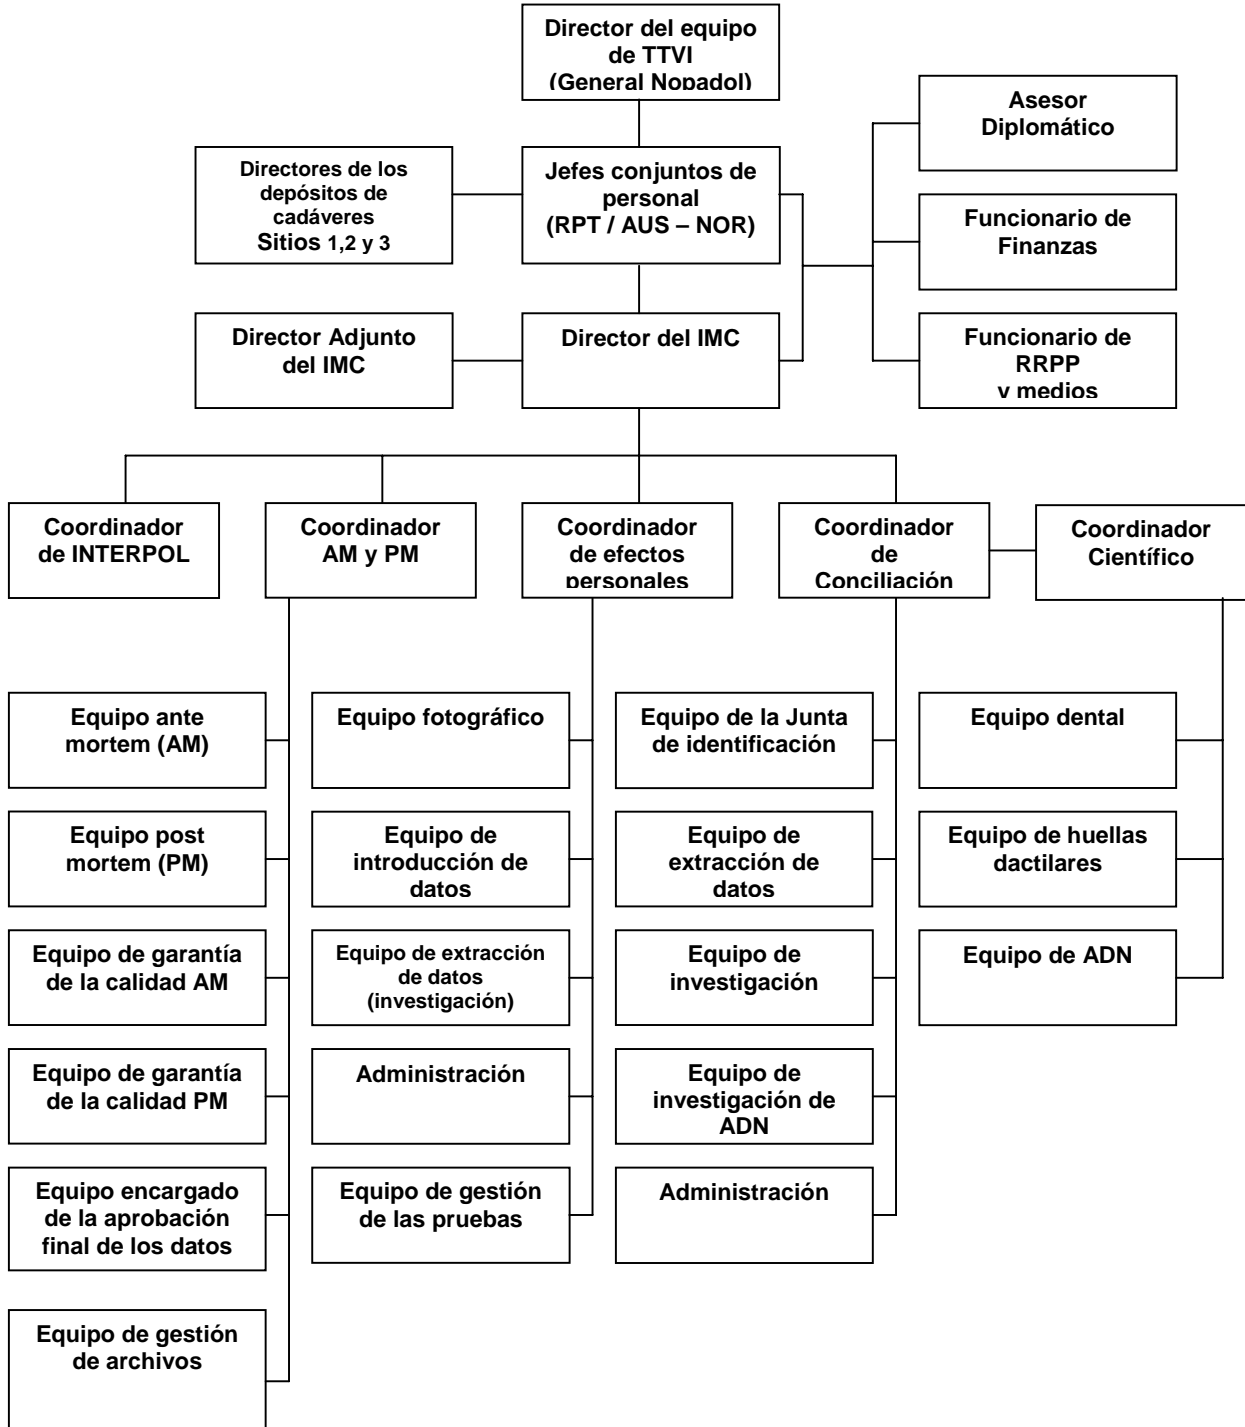 Director del equipo
de TTVI
(General Nopadol)
Asesor
Diplomático
Directores de los
depósitos de
cadáveres
Sitios 1,2 y 3
Jefes conjuntos de
personal
(RPT / AUS – NOR)
Funcionario de
Finanzas
Director Adjunto
del IMC
Director del IMC
Funcionario de
RRPP
y medios
Coordinador
de INTERPOL
Coordinador
AM y PM
Coordinador
de efectos
personales
Coordinador
de
Conciliación
Coordinador
Científico
Equipo ante
mortem (AM)
Equipo fotográfico
Equipo de la Junta
de identificación
Equipo dental
Equipo post
mortem (PM)
Equipo de
introducción de
datos
Equipo de
extracción de
datos
Equipo de huellas
dactilares
Equipo de garantía
de la calidad AM
Equipo de extracción
de datos
(investigación)
Equipo de
investigación
Equipo de ADN
Equipo de garantía
de la calidad PM
Administración
Equipo de
investigación de
ADN
Equipo encargado
de la aprobación
final de los datos
Equipo de gestión
de las pruebas
Administración
Equipo de gestión
de archivos